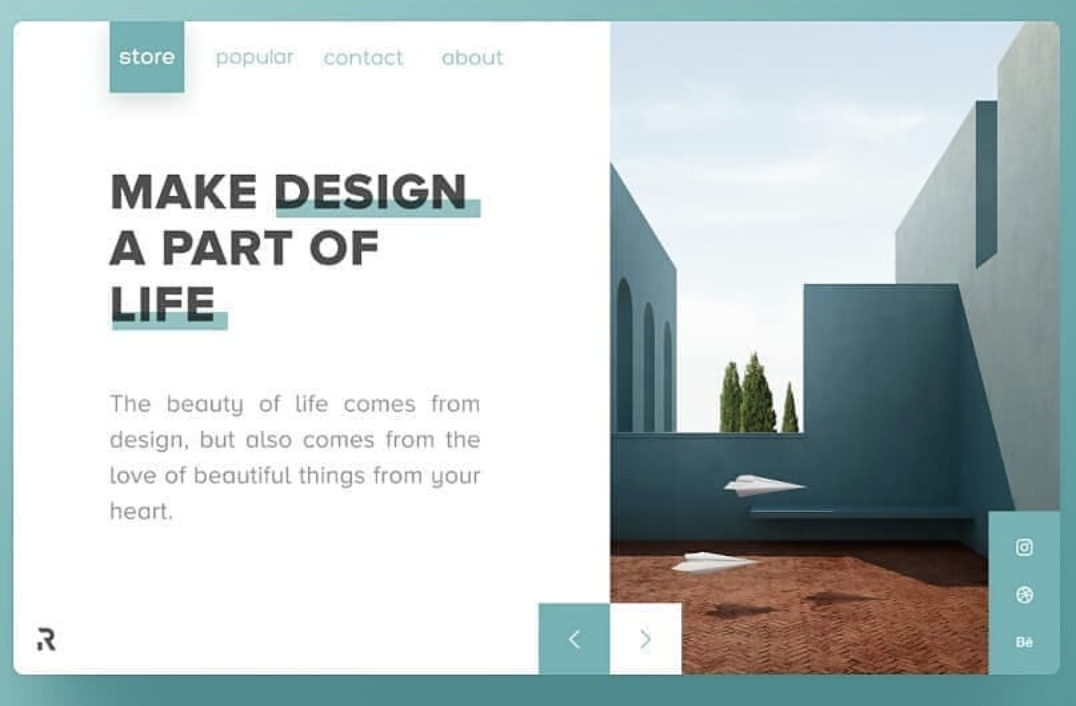 store popular contact about
MAKE DESIGN
A PART OF
LIFE
The beauty of life comes from
design, but also comes from the
love of beautiful things from your
heart.
R
Bē